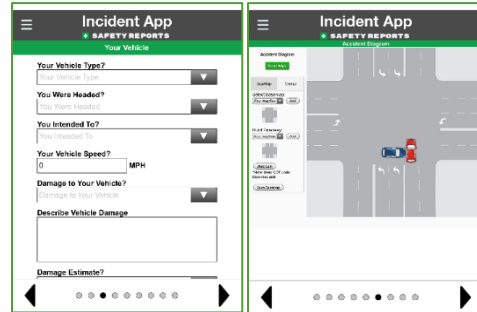 Incident App
SAFETY REPORTS
Your Vehicle
Your Vehicle Type?
Your Vehicle Type
You Were Headed?
You Were Headed
You Intended To?
You Intended To
Your Vehicle Speed?
0 MPH
Damage to Your Vehicle?
Damage to Your Vehicle
Describe Vehicle Damage
Damage Estimate?
Incident App
SAFETY REPORTS
Accident Diagram
Accident Diagram